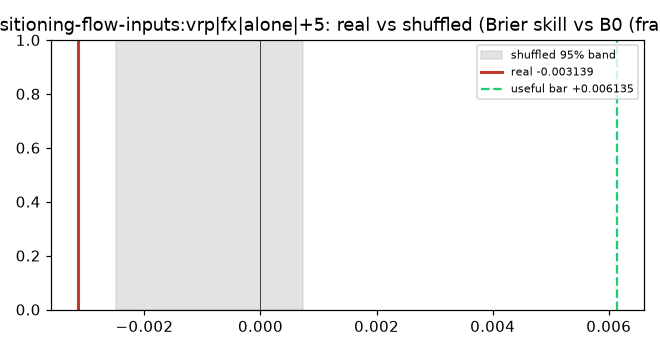 sitioning-flow-inputs:vrp|fx|alone|+5: real vs shuffled (Brier skill vs B0 (fra
1.0
shuffled 95% band
real -0.003139
useful bar +0.006135
0.8
0.6
0.4
0.2
0.0
−0.002 0.000 0.002 0.004 0.006